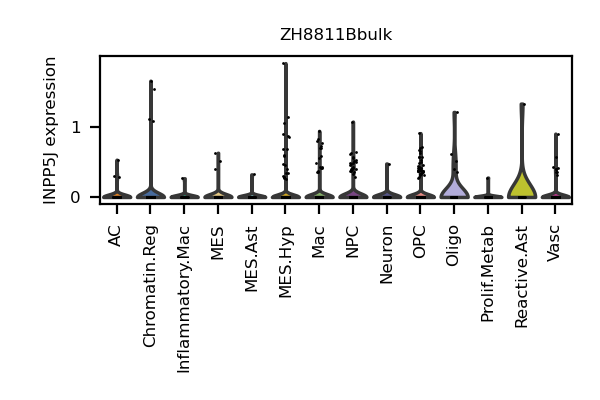 ZH8811Bbulk
INPP5J expression
1
0
AC
Chromatin.Reg
Inflammatory.Mac
MES
MES.Ast
MES.Hyp
Mac
NPC
Neuron
OPC
Oligo
Prolif.Metab
Reactive.Ast
Vasc